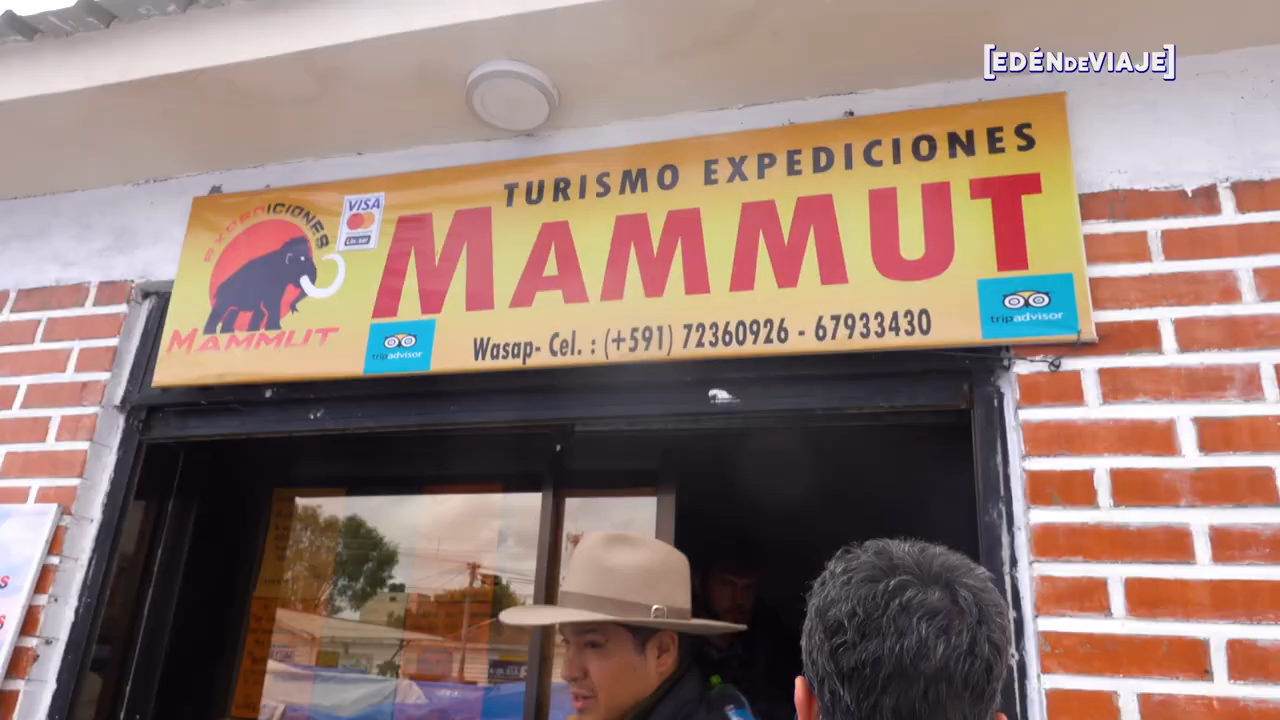 [EDÉNDEVIAJE]
TURISMO EXPEDICIONES
MAMMUT
Wasap- Cel. : (+591) 72360926 - 67933430
EXPEDICIONES
MAMMUT
VISA
tripadvisor
tripadvisor